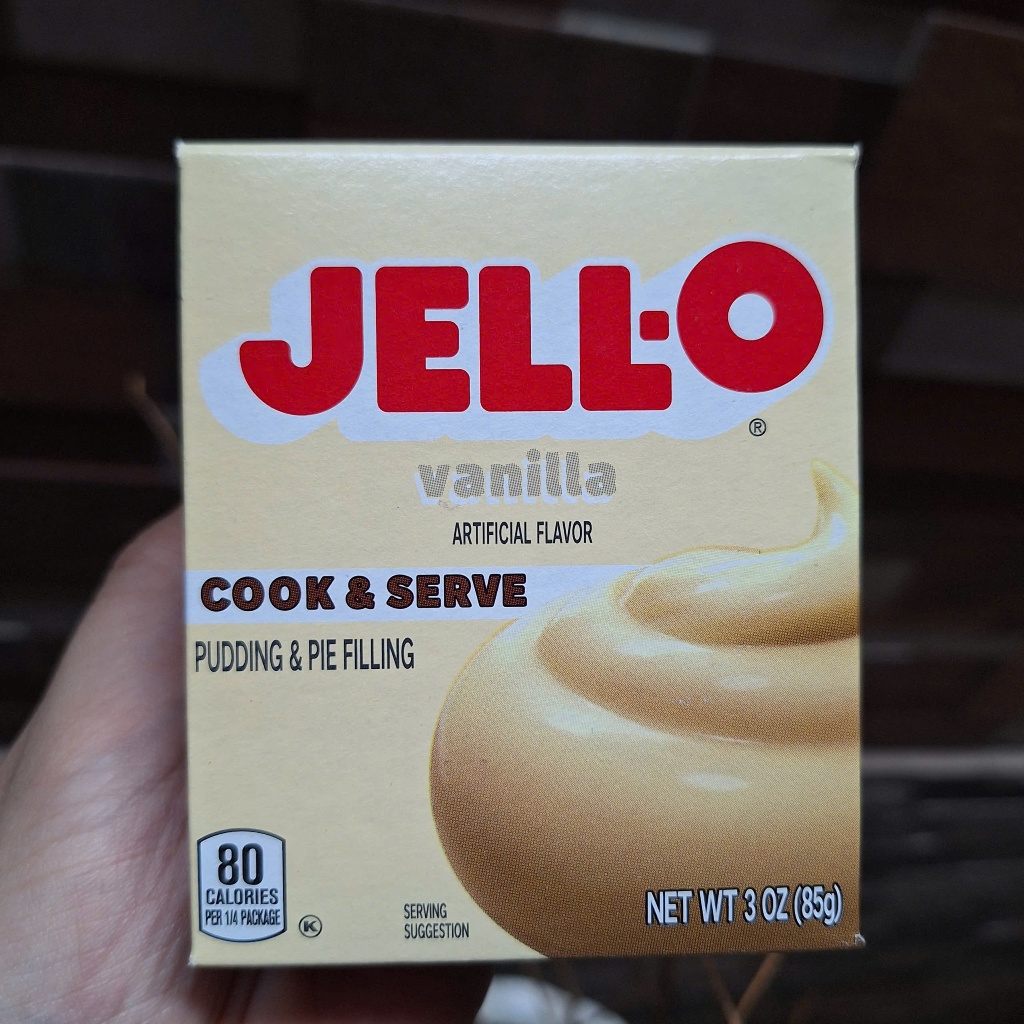 JELL-O
®
vanilla
ARTIFICIAL FLAVOR
COOK & SERVE
PUDDING & PIE FILLING
80
CALORIES
PER 1/4 PACKAGE
K
SERVING
SUGGESTION
NET WT 3 OZ (85g)